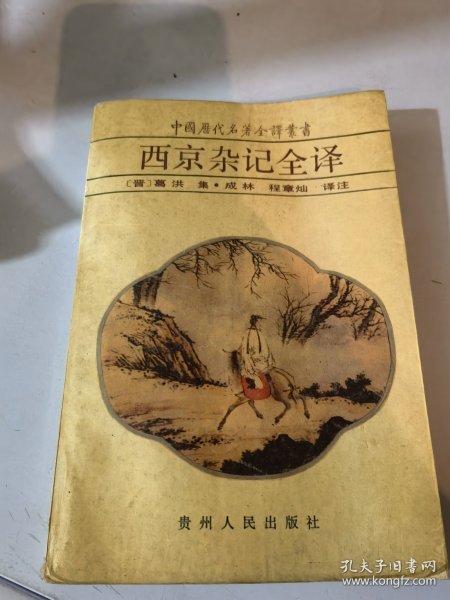 中國歷代名著全譯叢書
西京杂记全译
〔晋〕葛洪 集·成林 程章灿 译注
贵州人民出版社
孔夫子旧书网
www.kongfz.com